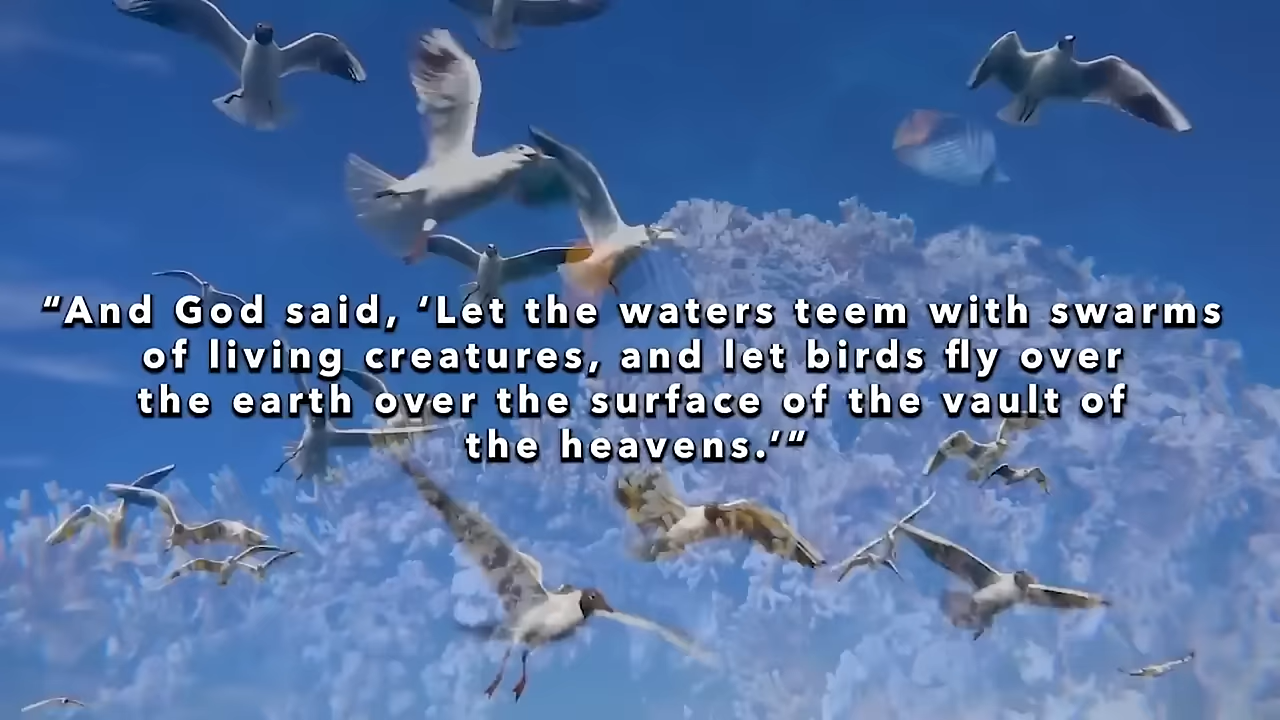 “And God said, ‘Let the waters teem with swarms
of living creatures, and let birds fly over
the earth over the surface of the vault of
the heavens.’”